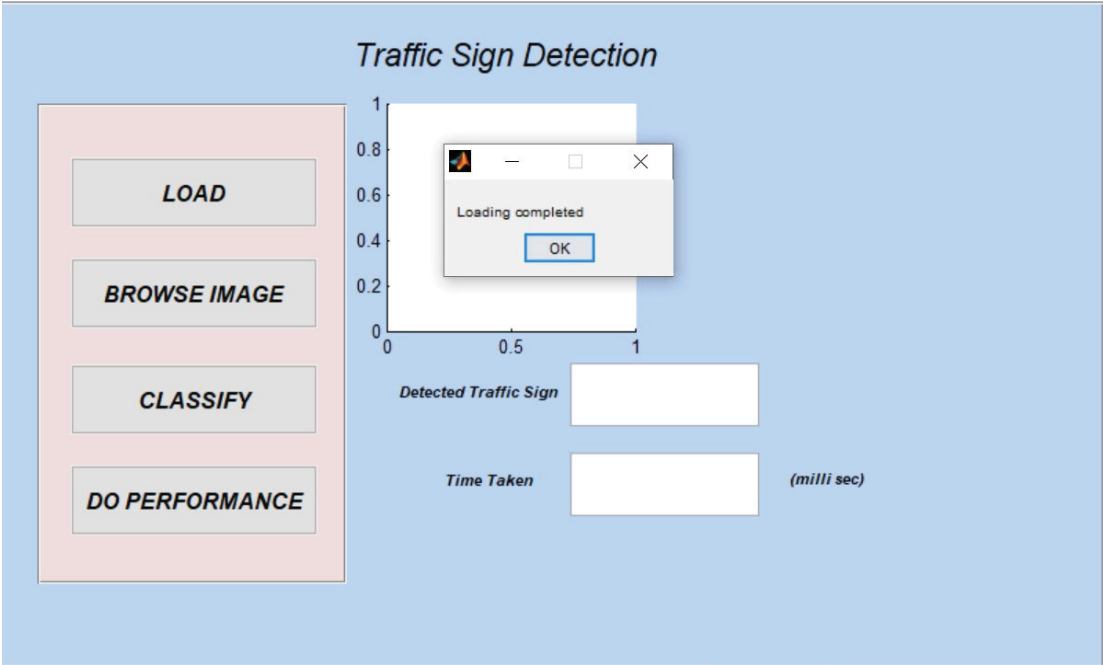 Traffic Sign Detection
LOAD
BROWSE IMAGE
CLASSIFY
DO PERFORMANCE
1
0.8
0.6
0.4
0.2
0
0 0.5 1
Loading completed
OK
Detected Traffic Sign
Time Taken (milli sec)